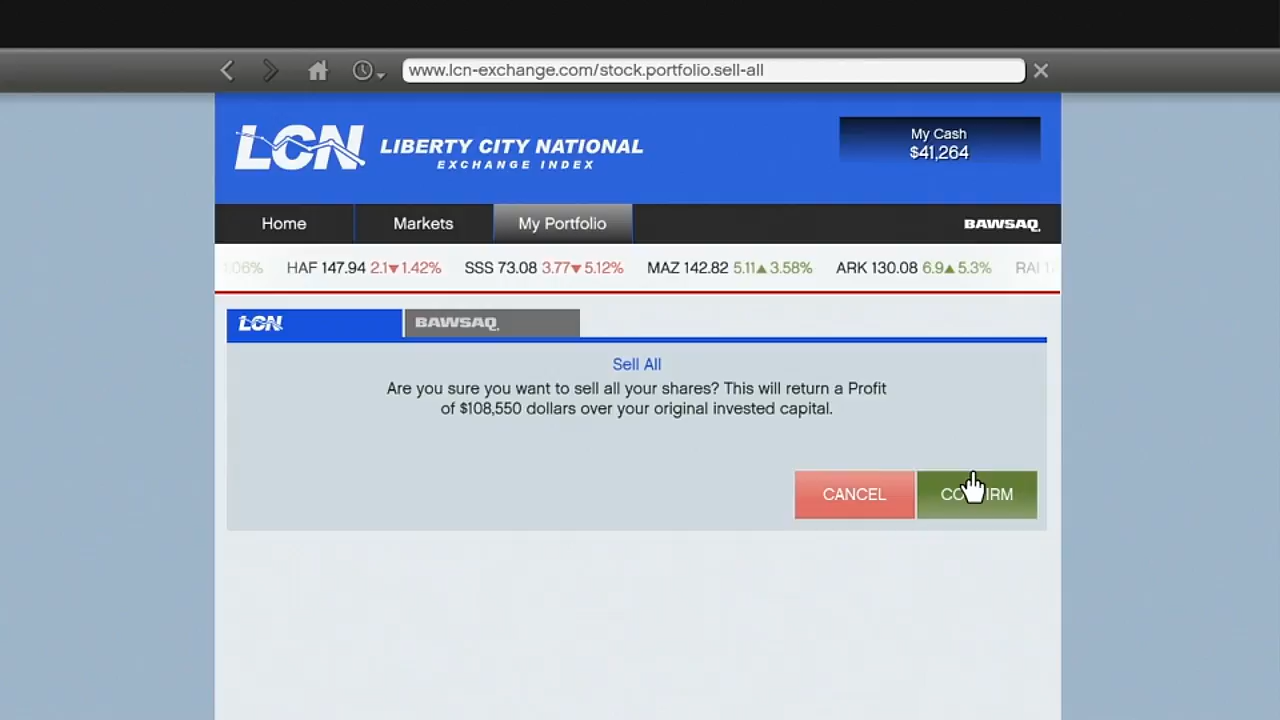 www.lcn-exchange.com/stock.portfolio.sell-all
LCN LIBERTY CITY NATIONAL
EXCHANGE INDEX
My Cash
$41,264
Home Markets My Portfolio BAWSAQ
.06% HAF 147.94 2.1▼1.42% SSS 73.08 3.77▼5.12% MAZ 142.82 5.11▲3.58% ARK 130.08 6.9▲5.3% RAI
LCN BAWSAQ
Sell All
Are you sure you want to sell all your shares? This will return a Profit
of $108,550 dollars over your original invested capital.
CANCEL CONFIRM